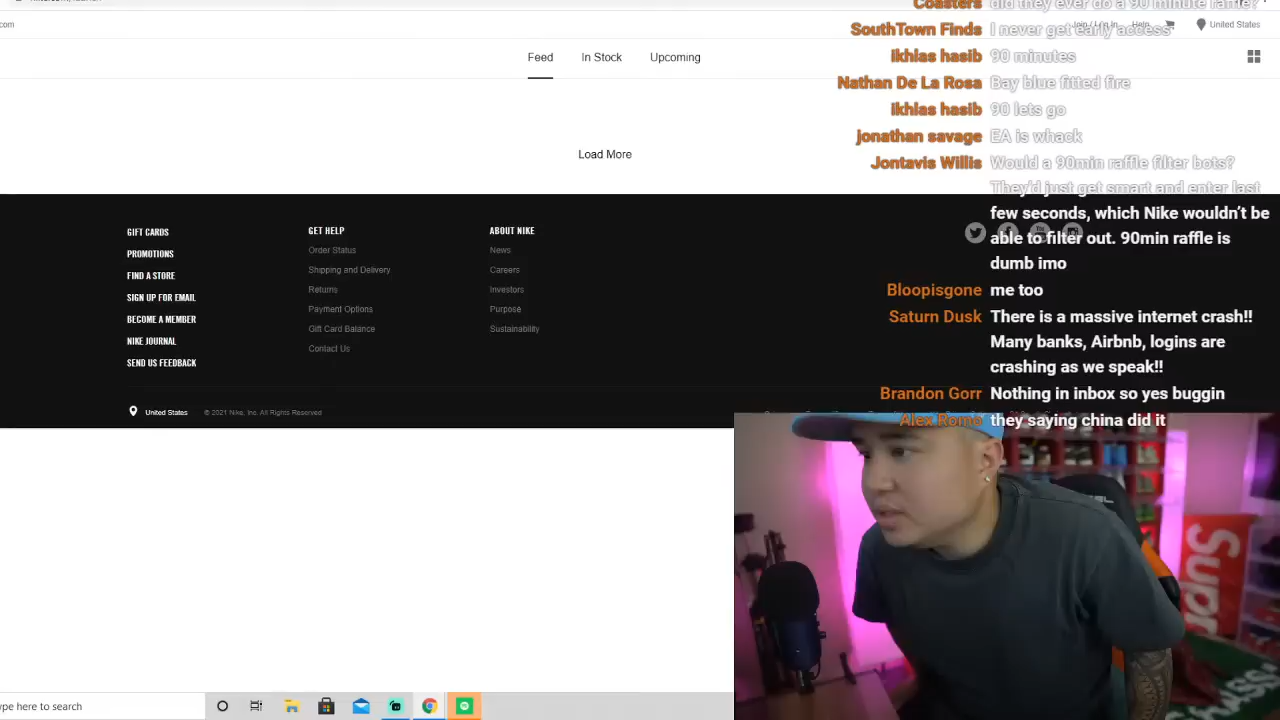 Coasters did they ever do a 90 minute raffle?
.com
Join / Log In Help United States
SouthTown Finds I never get early access
Feed In Stock Upcoming
Ikhlas hasib 90 minutes
Nathan De La Rosa Bay blue fitted fire
Ikhlas hasib 90 lets go
jonathan savage EA is whack
Load More
Jontavis Willis Would a 90min raffle filter bots?
They'd just get smart and enter last
few seconds, which Nike wouldn't be
able to filter out. 90min raffle is
dumb imo
GIFT CARDS
PROMOTIONS
FIND A STORE
SIGN UP FOR EMAIL
BECOME A MEMBER
NIKE JOURNAL
SEND US FEEDBACK
GET HELP
Order Status
Shipping and Delivery
Returns
Payment Options
Gift Card Balance
Contact Us
ABOUT NIKE
News
Careers
Investors
Purpose
Sustainability
Bloopisgone me too
Saturn Dusk There is a massive internet crash!!
Many banks, Airbnb, logins are
crashing as we speak!!
Brandon Gorr Nothing in inbox so yes buggin
United States © 2021 Nike, Inc. All Rights Reserved
Alex Romo they saying china did it
Sup
ype here to search